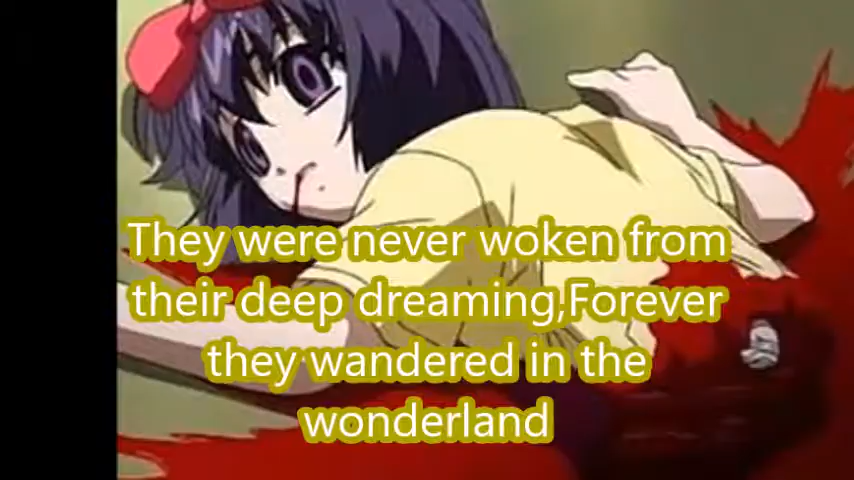 They were never woken from
their deep dreaming,Forever
they wandered in the
wonderland